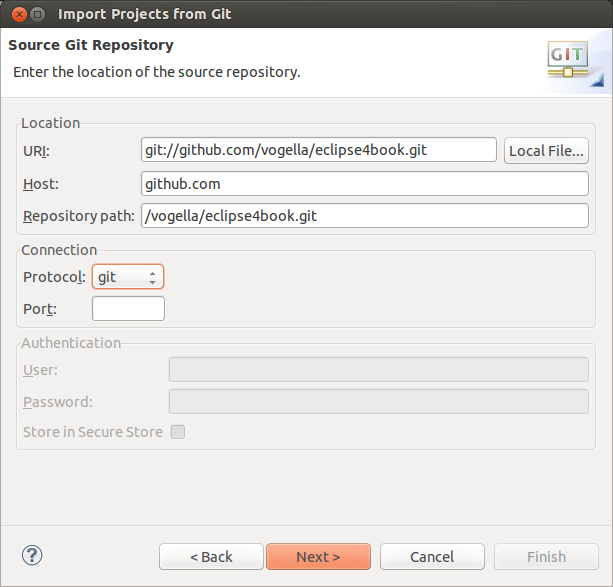 Import Projects from Git
Source Git Repository
Enter the location of the source repository.
GIT
Location
URI: git://github.com/vogella/eclipse4book.git Local File...
Host: github.com
Repository path: /vogella/eclipse4book.git
Connection
Protocol: git
Port:
Authentication
User:
Password:
Store in Secure Store
? < Back Next > Cancel Finish